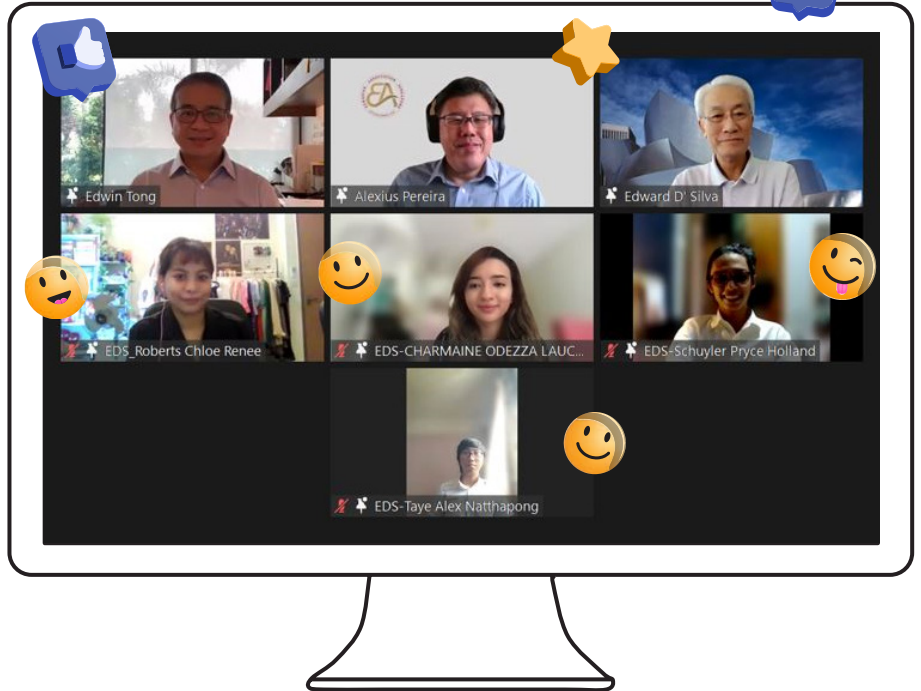 Edwin Tong
Alexius Pereira
Edward D' Silva
EDS_Roberts Chloe Renee
EDS-CHARMAINE ODEZZA LAUC...
EDS-Schuyler Pryce Holland
EDS-Taye Alex Natthapong
EA